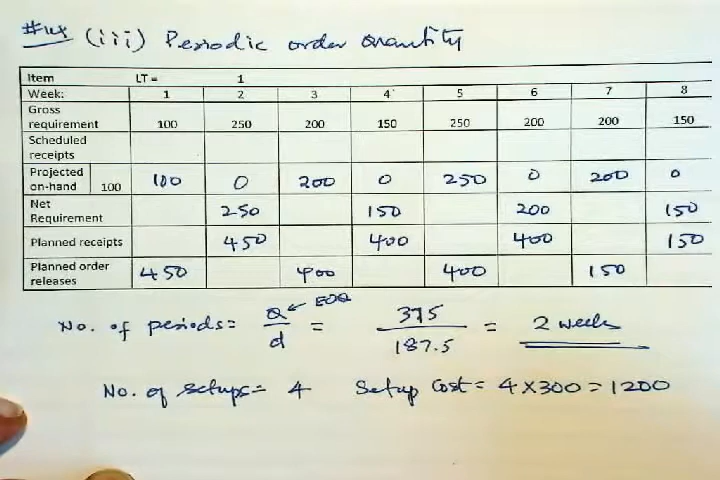 #14 (iii) Periodic order quantity
Item LT = 1
Week: 1 2 3 4 5 6 7 8
Gross requirement 100 250 200 150 250 200 200 150
Scheduled receipts
Projected on-hand 100 100 0 200 0 250 0 200 0
Net Requirement 250 150 200 150
Planned receipts 450 400 400 150
Planned order releases 450 400 400 150
No. of periods = Q/d ← EOQ = 375/187.5 = 2 weeks
No. of setups = 4 Setup cost = 4 x 300 = 1200